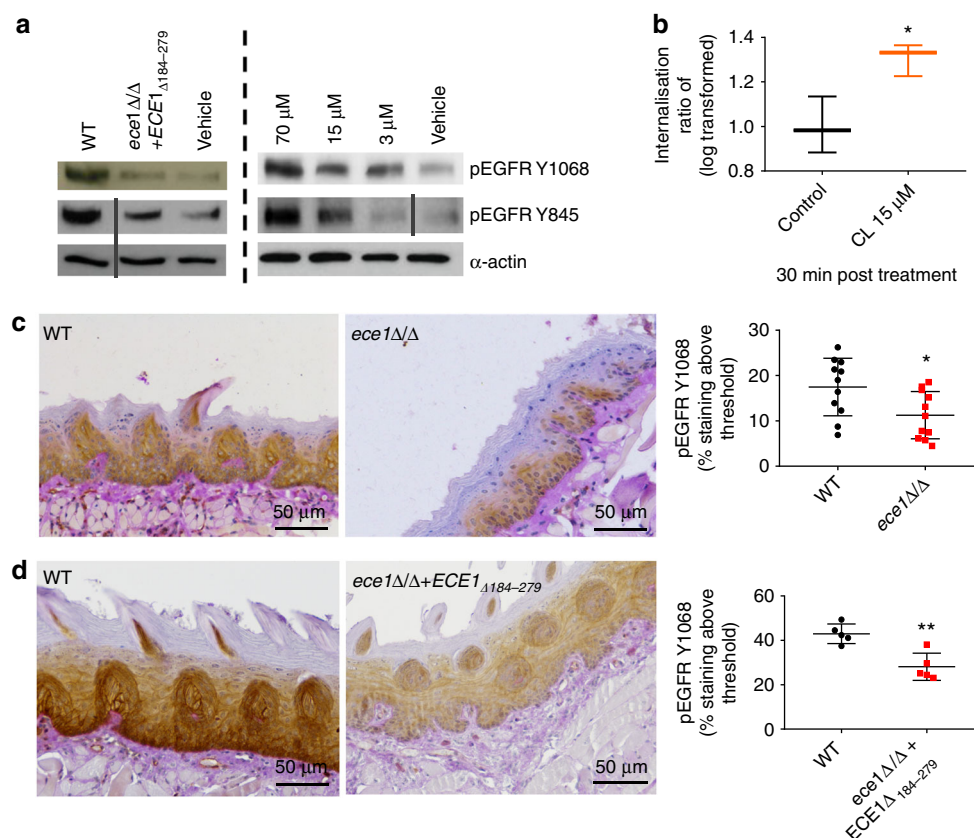 a
WT
ece1Δ/Δ
+ECE1Δ184–279
Vehicle
70 μM
15 μM
3 μM
Vehicle
pEGFR Y1068
pEGFR Y845
α-actin
b
Internalisation
ratio of
(log transformed)
1.4
1.2
1.0
0.8
*
Control
CL 15 μM
30 min post treatment
c
WT
50 μm
ece1Δ/Δ
50 μm
pEGFR Y1068
(% staining above
threshold)
30
20
10
0
*
WT
ece1Δ/Δ
d
WT
50 μm
ece1Δ/Δ+ECE1Δ184–279
50 μm
pEGFR Y1068
(% staining above
threshold)
60
40
20
0
**
WT
ece1Δ/Δ +
ECE1Δ 184–279